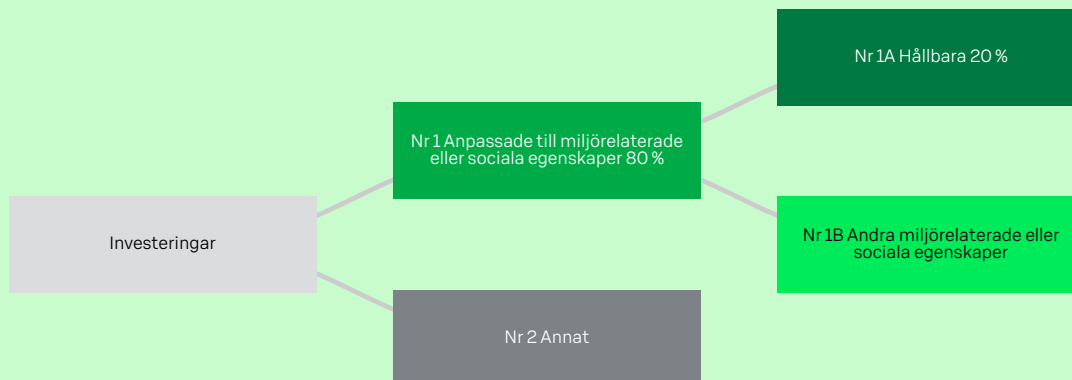 Nr 1A Hållbara 20 %
Nr 1 Anpassade till miljörelaterade
eller sociala egenskaper 80 %
Investeringar
Nr 1B Andra miljörelaterade eller
sociala egenskaper
Nr 2 Annat